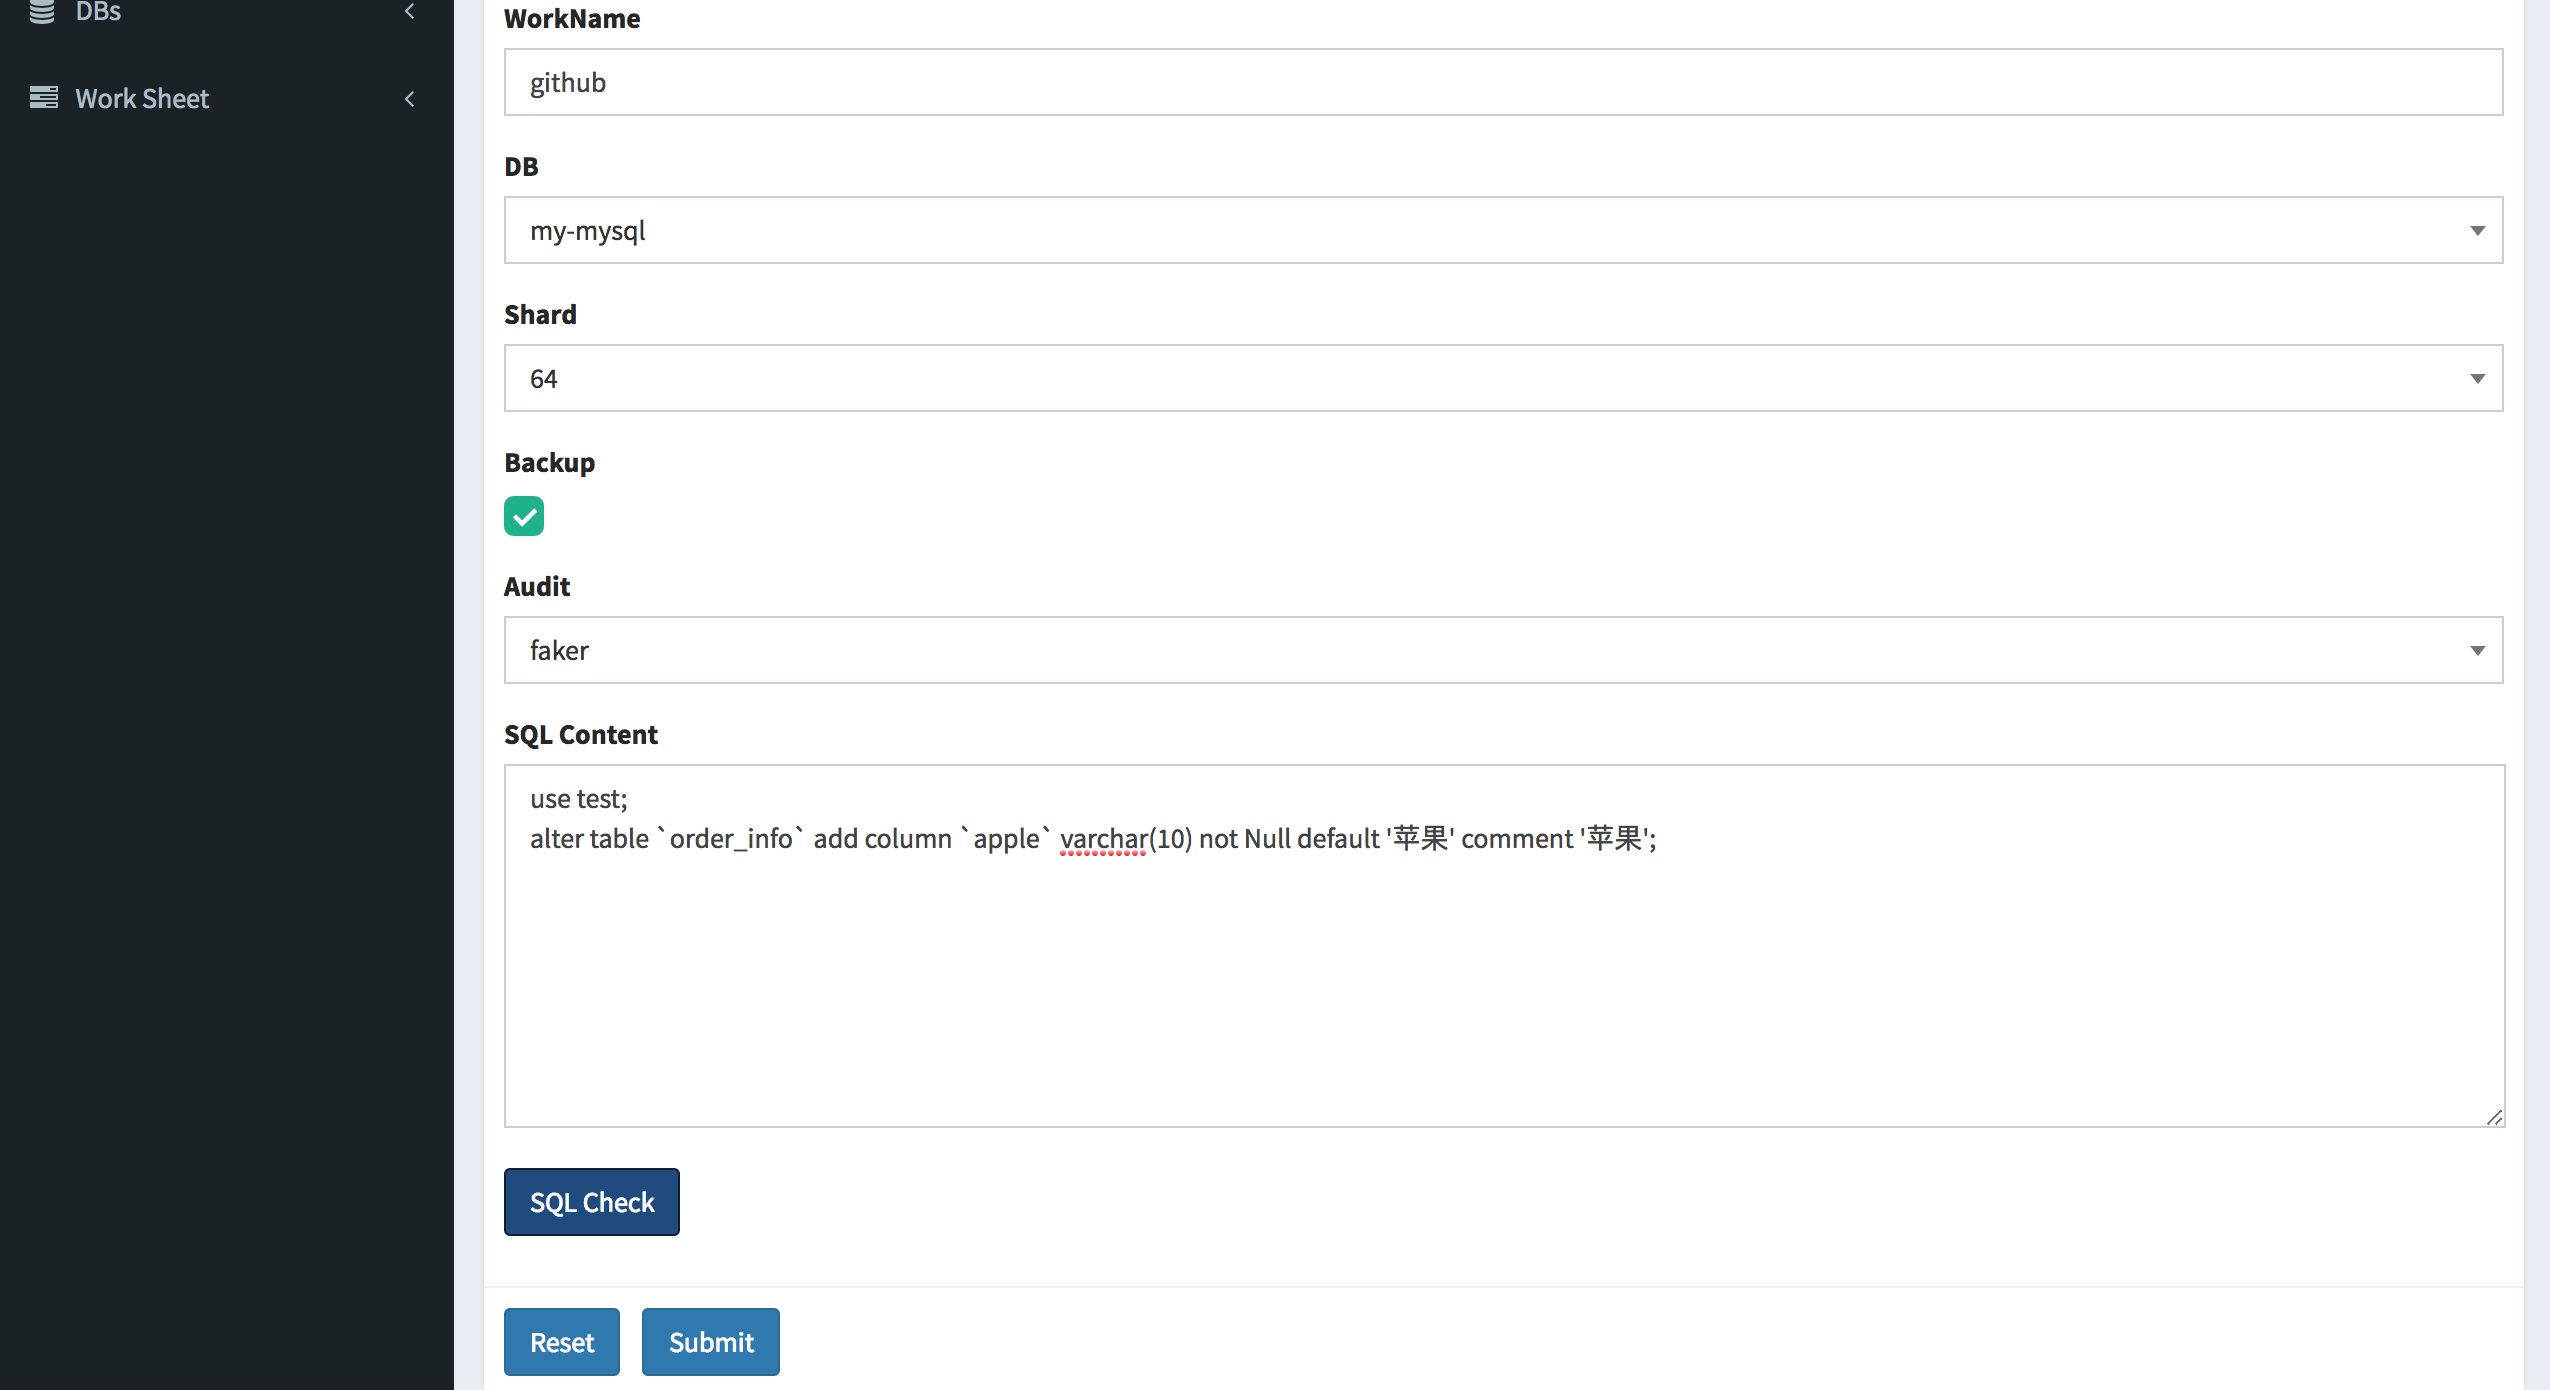 DBs
Work Sheet
WorkName
github
DB
my-mysql
Shard
64
Backup
Audit
faker
SQL Content
use test;
alter table `order_info` add column `apple` varchar(10) not Null default '苹果' comment '苹果';
SQL Check
Reset
Submit